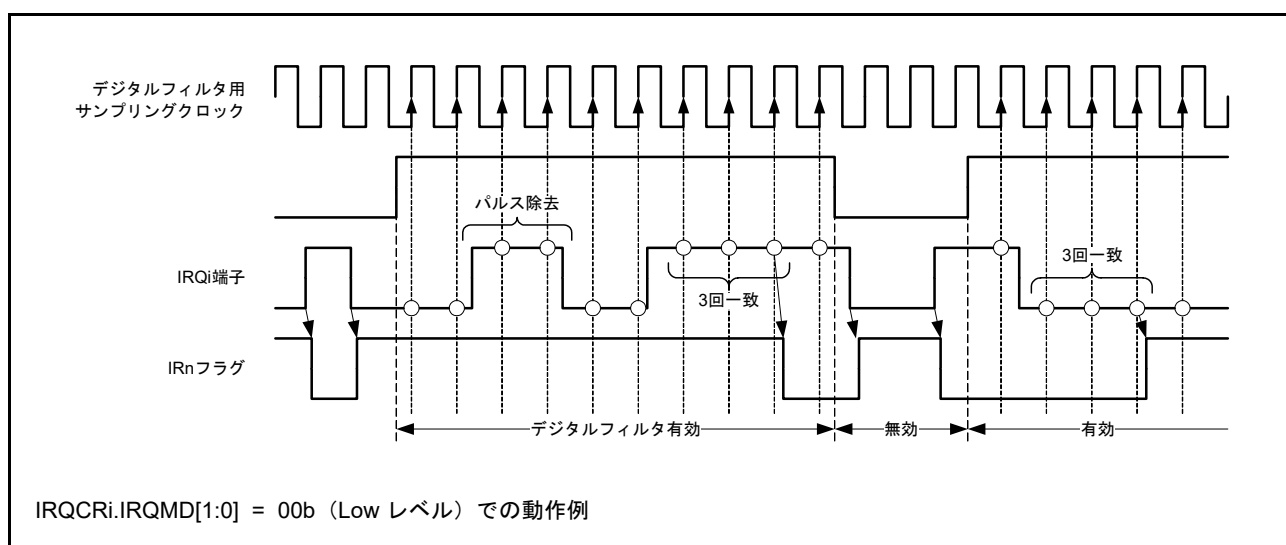 デジタルフィルタ用
サンプリングクロック
パルス除去
IRQi端子
3回一致
3回一致
IRnフラグ
デジタルフィルタ有効
無効
有効
IRQCRi.IRQMD[1:0] = 00b（Low レベル）での動作例